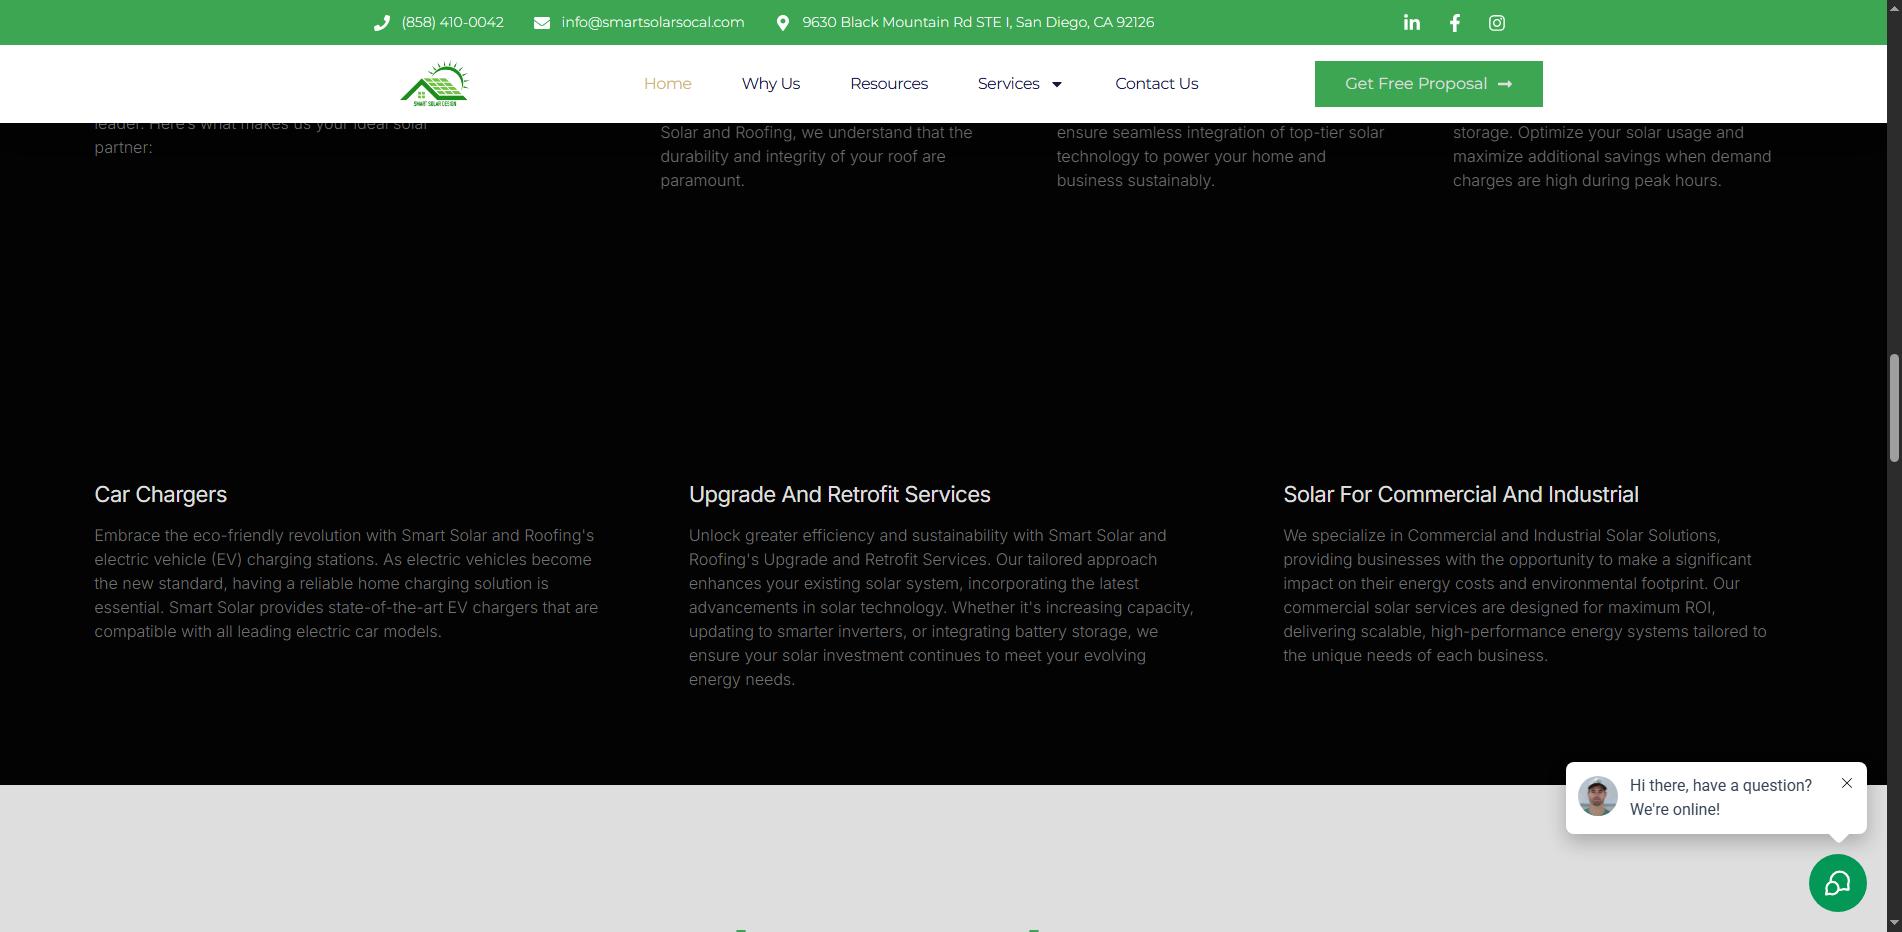 (858) 410-0042
info@smartsolarsocal.com
9630 Black Mountain Rd STE I, San Diego, CA 92126
SMART SOLAR DESIGN
Home
Why Us
Resources
Services
Contact Us
Get Free Proposal
leader. Here's what makes us your ideal solar
partner:
Solar and Roofing, we understand that the
durability and integrity of your roof are
paramount.
ensure seamless integration of top-tier solar
technology to power your home and
business sustainably.
storage. Optimize your solar usage and
maximize additional savings when demand
charges are high during peak hours.
Car Chargers
Embrace the eco-friendly revolution with Smart Solar and Roofing's
electric vehicle (EV) charging stations. As electric vehicles become
the new standard, having a reliable home charging solution is
essential. Smart Solar provides state-of-the-art EV chargers that are
compatible with all leading electric car models.
Upgrade And Retrofit Services
Unlock greater efficiency and sustainability with Smart Solar and
Roofing's Upgrade and Retrofit Services. Our tailored approach
enhances your existing solar system, incorporating the latest
advancements in solar technology. Whether it's increasing capacity,
updating to smarter inverters, or integrating battery storage, we
ensure your solar investment continues to meet your evolving
energy needs.
Solar For Commercial And Industrial
We specialize in Commercial and Industrial Solar Solutions,
providing businesses with the opportunity to make a significant
impact on their energy costs and environmental footprint. Our
commercial solar services are designed for maximum ROI,
delivering scalable, high-performance energy systems tailored to
the unique needs of each business.
Hi there, have a question?
We're online!